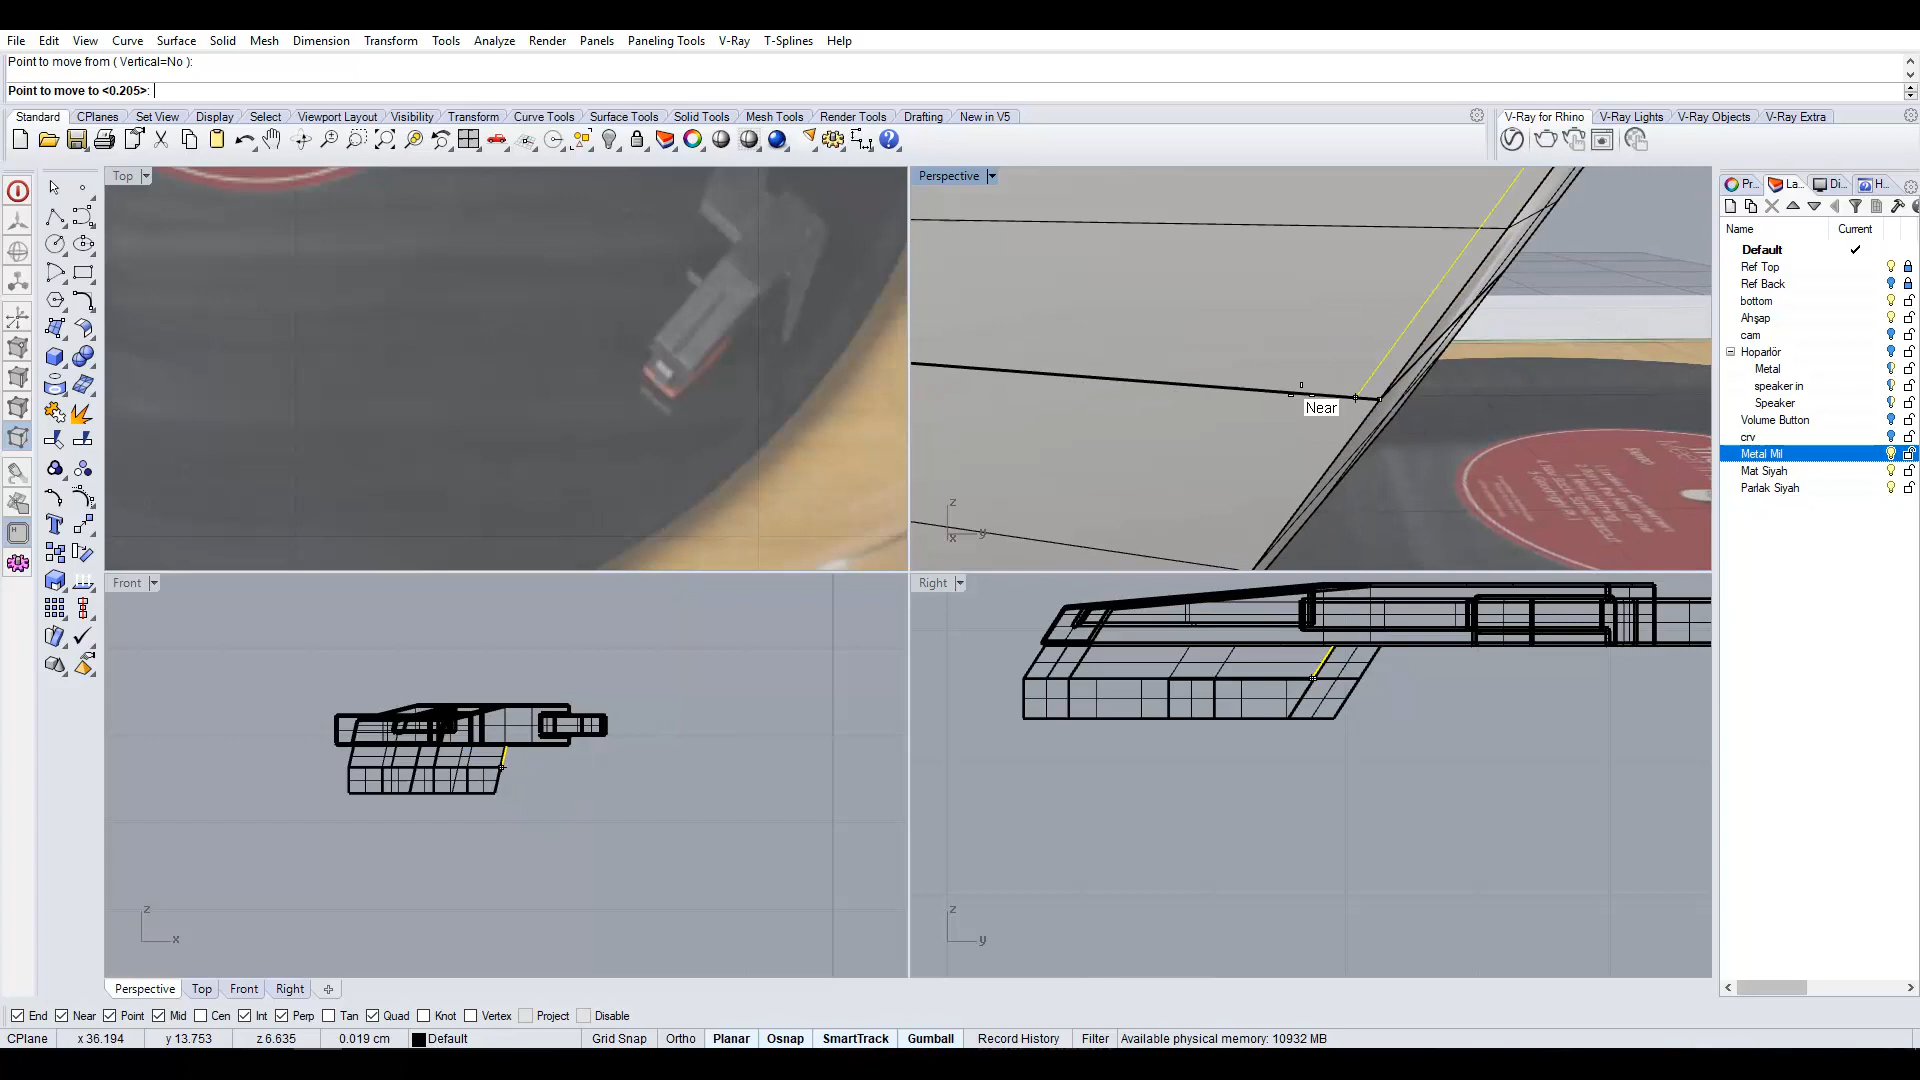 File Edit View Curve Surface Solid Mesh Dimension Transform Tools Analyze Render Panels Paneling Tools V-Ray T-Splines Help
Point to move from ( Vertical=No ):
Point to move to <0.205>:
Standard CPlanes Set View Display Select Viewport Layout Visibility Transform Curve Tools Surface Tools Solid Tools Mesh Tools Render Tools Drafting New in V5
V-Ray for Rhino V-Ray Lights V-Ray Objects V-Ray Extra
Top
Perspective
Pr... La... Di... H...
Name Current
Default
Ref Top
Ref Back
bottom
Ahşap
cam
Hoparlör
Metal
speaker in
Speaker
Volume Button
crv
Metal Mil
Mat Siyah
Parlak Siyah
Near
z
x y
Front
Right
z
x
z
y
Perspective Top Front Right
End Near Point Mid Cen Int Perp Tan Quad Knot Vertex Project Disable
CPlane x 36.194 y 13.753 z 6.635 0.019 cm Default Grid Snap Ortho Planar Osnap SmartTrack Gumball Record History Filter Available physical memory: 10932 MB